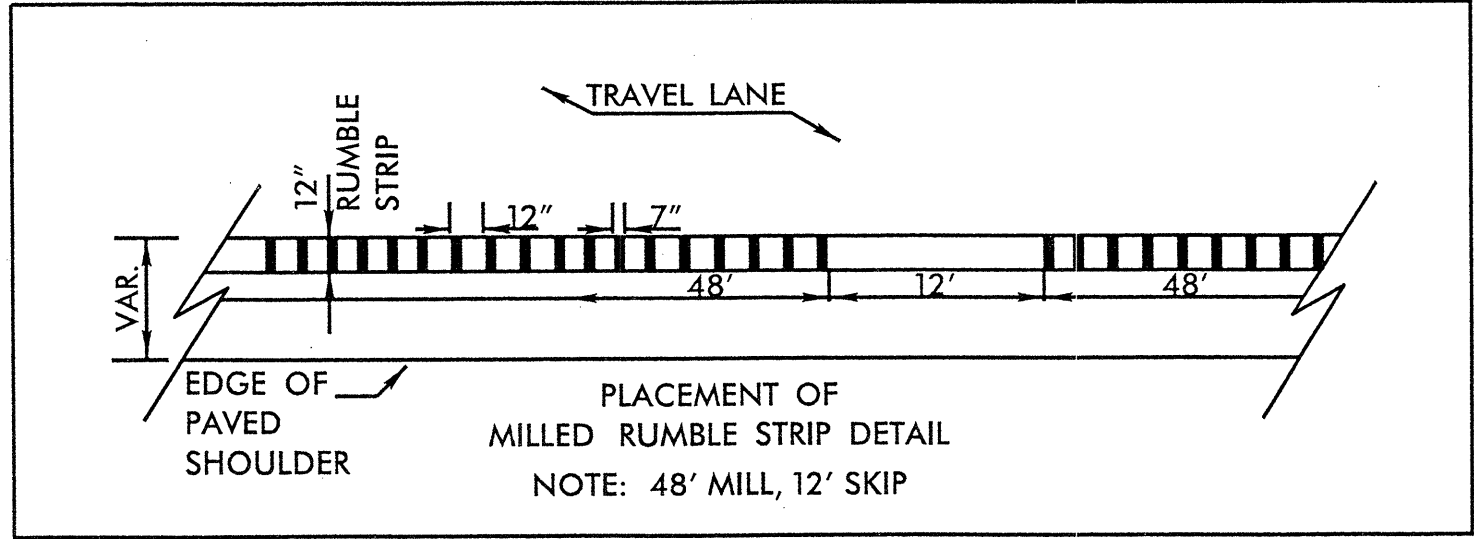 TRAVEL LANE
12″
RUMBLE
STRIP
12″
7″
VAR.
48′
12′
48′
EDGE OF
PAVED
SHOULDER
PLACEMENT OF
MILLED RUMBLE STRIP DETAIL
NOTE: 48′ MILL, 12′ SKIP